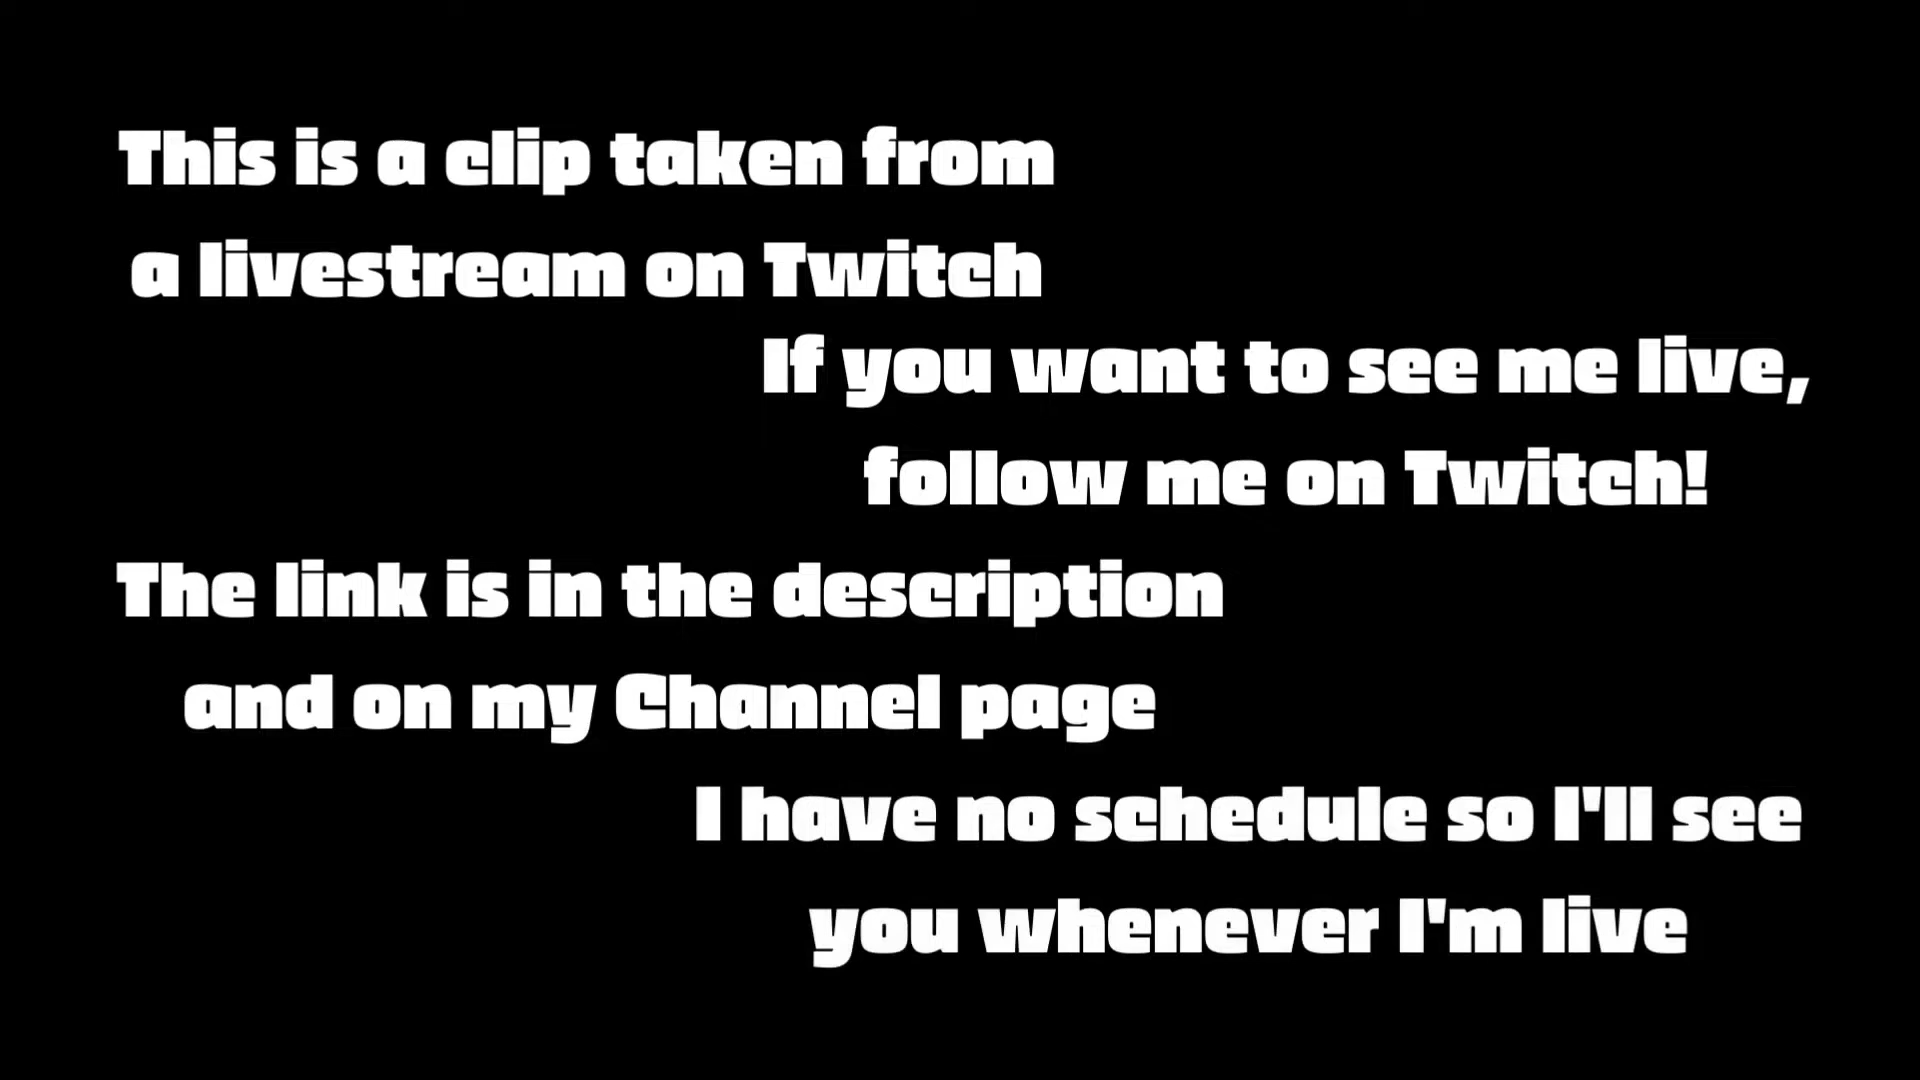 This is a clip taken from
a livestream on Twitch
If you want to see me live,
follow me on Twitch!
The link is in the description
and on my Channel page
I have no schedule so I'll see
you whenever I'm live